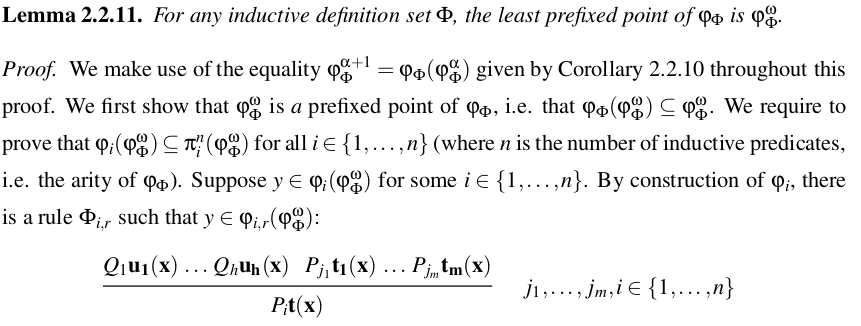 Lemma 2.2.11. For any inductive definition set Φ, the least prefixed point of φ_Φ is φ_Φ^ω.
Proof. We make use of the equality φ_Φ^{α+1} = φ_Φ(φ_Φ^α) given by Corollary 2.2.10 throughout this
proof. We first show that φ_Φ^ω is a prefixed point of φ_Φ, i.e. that φ_Φ(φ_Φ^ω) ⊆ φ_Φ^ω. We require to
prove that φ_i(φ_Φ^ω) ⊆ π_i^n(φ_Φ^ω) for all i ∈ {1,...,n} (where n is the number of inductive predicates,
i.e. the arity of φ_Φ). Suppose y ∈ φ_i(φ_Φ^ω) for some i ∈ {1,...,n}. By construction of φ_i, there
is a rule Φ_{i,r} such that y ∈ φ_{i,r}(φ_Φ^ω):
Q_1 u_1(x) ... Q_h u_h(x) P_{j_1} t_1(x) ... P_{j_m} t_m(x)
P_i t(x)
j_1,...,j_m,i ∈ {1,...,n}